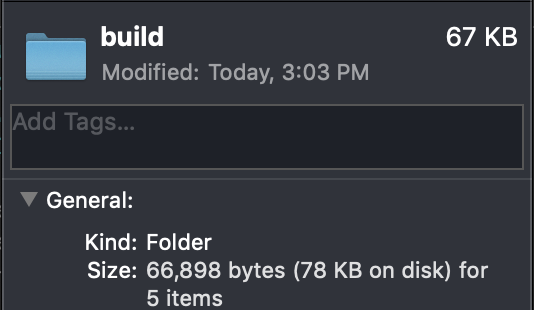 build 67 KB
Modified: Today, 3:03 PM
Add Tags...
General:
Kind: Folder
Size: 66,898 bytes (78 KB on disk) for
5 items